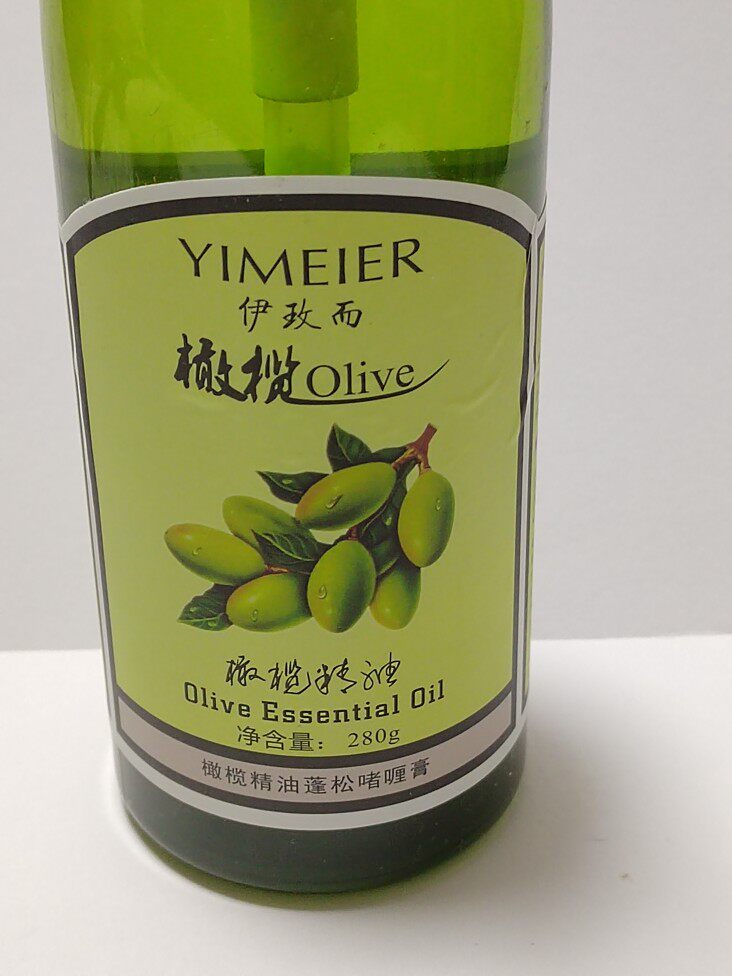 YIMEIER
伊玫而
橄榄Olive
橄榄精油
Olive Essential Oil
净含量：280g
橄榄精油蓬松啫喱膏